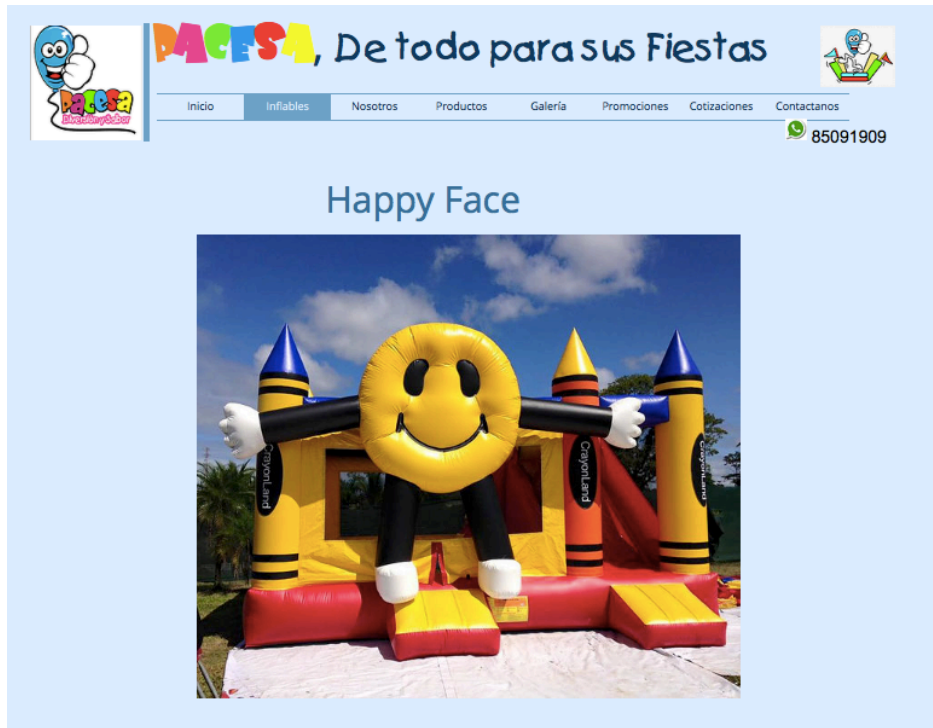 PACESA, De todo para sus Fiestas
Pacesa
Diversión y Sabor
Inicio Inflables Nosotros Productos Galería Promociones Cotizaciones Contactanos
85091909
Happy Face
CrayonLand
CrayonLand
CrayonLand